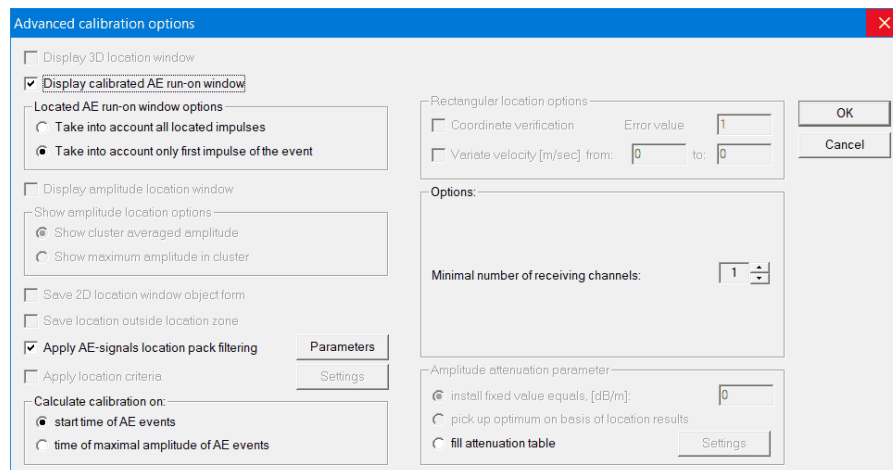 Advanced calibration options
Display 3D location window
Display calibrated AE run-on window
Located AE run-on window options
Take into account all located impulses
Take into account only first impulse of the event
Display amplitude location window
Show amplitude location options
Show cluster averaged amplitude
Show maximum amplitude in cluster
Save 2D location window object form
Save location outside location zone
Apply AE-signals location pack filtering
Parameters
Apply location criteria
Settings
Calculate calibration on:
start time of AE events
time of maximal amplitude of AE events
Rectangular location options
Coordinate verification Error value 1
Variate velocity [m/sec] from: 0 to: 0
Options:
Minimal number of receiving channels: 1
Amplitude attenuation parameter
install fixed value equals, [dB/m]: 0
pick up optimum on basis of location results
fill attenuation table Settings
OK
Cancel